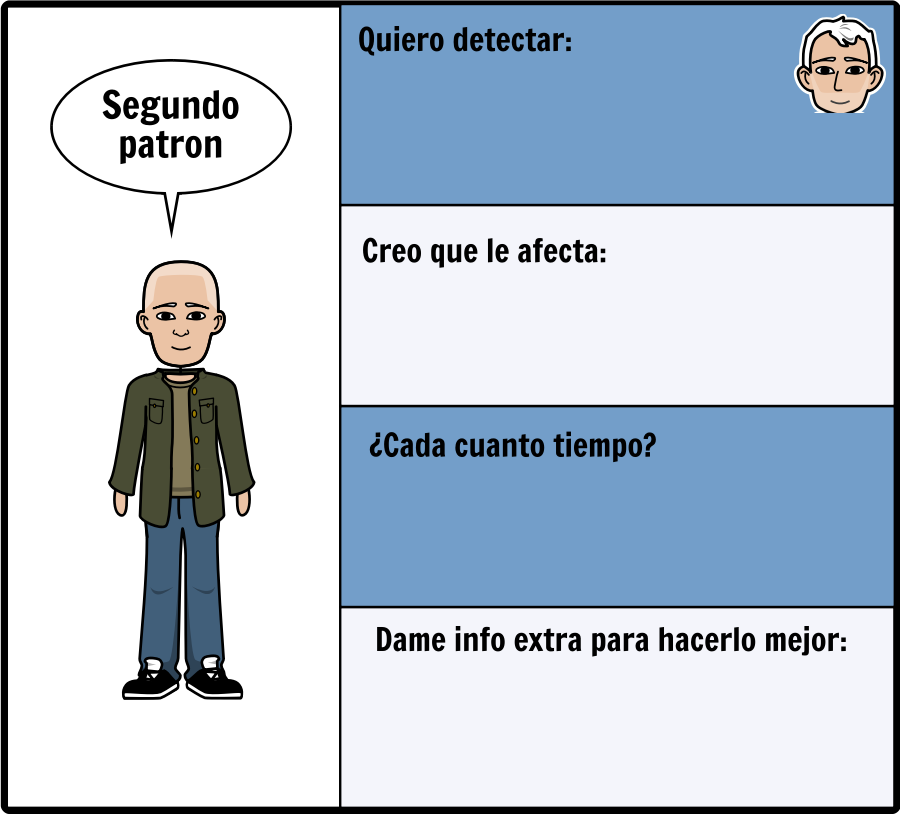 Segundo
patron
Quiero detectar:
Creo que le afecta:
¿Cada cuanto tiempo?
Dame info extra para hacerlo mejor: